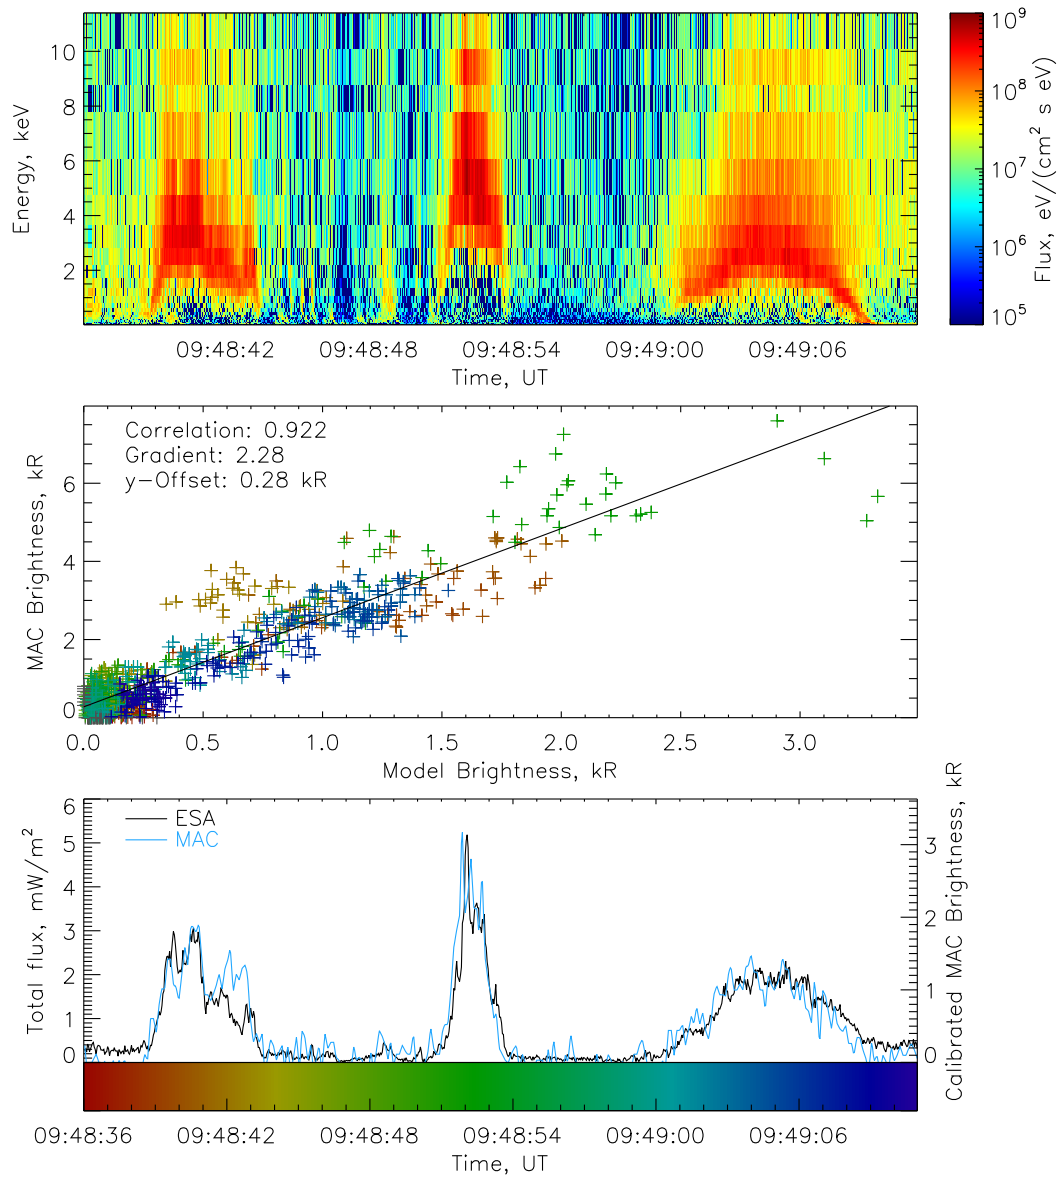 10
8
6
4
2
Energy, keV
09:48:42 09:48:48 09:48:54 09:49:00 09:49:06
Time, UT
10⁹
10⁸
10⁷
10⁶
10⁵
Flux, eV/(cm² s eV)
Correlation: 0.922
Gradient: 2.28
y-Offset: 0.28 kR
6
4
2
0
MAC Brightness, kR
0.0 0.5 1.0 1.5 2.0 2.5 3.0
Model Brightness, kR
ESA
MAC
6
5
4
3
2
1
0
Total flux, mW/m²
3
2
1
0
Calibrated MAC Brightness, kR
09:48:36 09:48:42 09:48:48 09:48:54 09:49:00 09:49:06
Time, UT